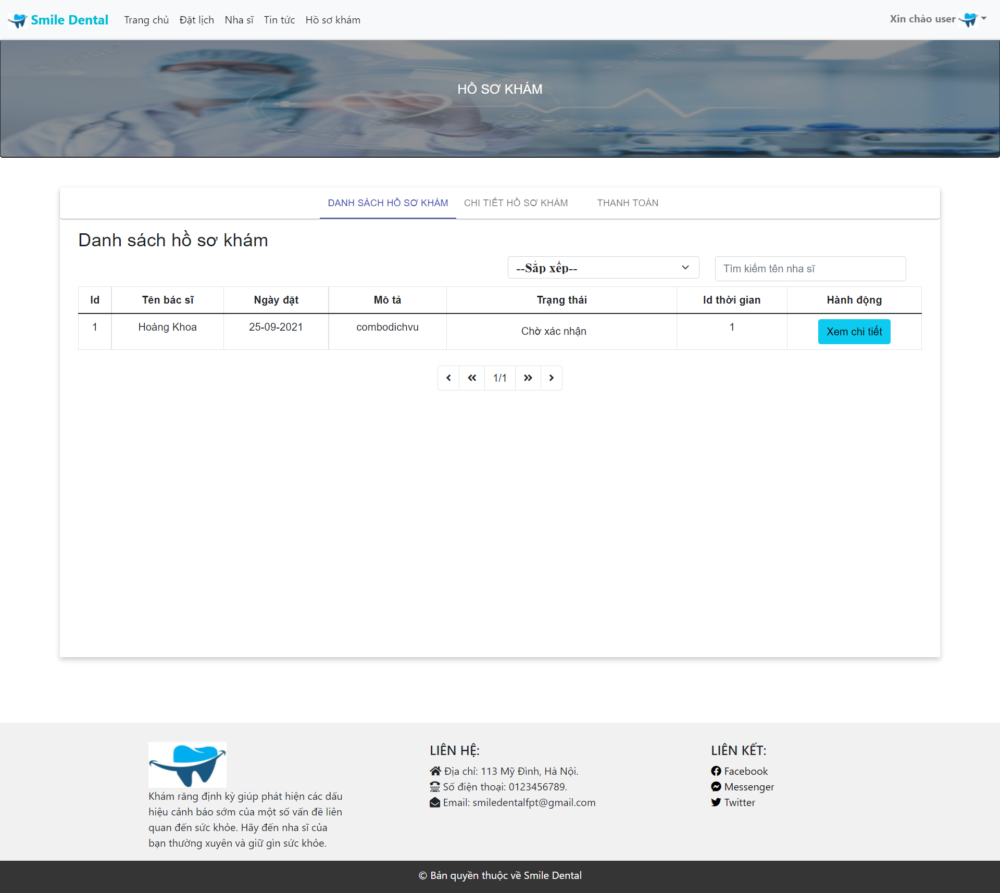 Smile Dental Trang chủ Đặt lịch Nha sĩ Tin tức Hồ sơ khám Xin chào user
HỒ SƠ KHÁM
DANH SÁCH HỒ SƠ KHÁM CHI TIẾT HỒ SƠ KHÁM THANH TOÁN
Danh sách hồ sơ khám
--Sắp xếp-- Tìm kiếm tên nha sĩ
Id Tên bác sĩ Ngày đặt Mô tả Trạng thái Id thời gian Hành động
1 Hoàng Khoa 25-09-2021 combodichvu Chờ xác nhận 1 Xem chi tiết
1/1
Khám răng định kỳ giúp phát hiện các dấu
hiệu cảnh báo sớm của một số vấn đề liên
quan đến sức khỏe. Hãy đến nha sĩ của
bạn thường xuyên và giữ gìn sức khỏe.
LIÊN HỆ:
Địa chỉ: 113 Mỹ Đình, Hà Nội.
Số điện thoại: 0123456789.
Email: smiledentalfpt@gmail.com
LIÊN KẾT:
Facebook
Messenger
Twitter
© Bản quyền thuộc về Smile Dental